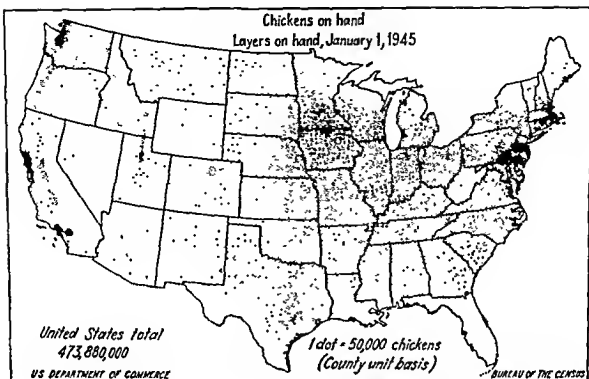 Chickens on hand
Layers on hand, January 1, 1945
United States total
473,880,000
US DEPARTMENT OF COMMERCE
1 dot = 50,000 chickens
(County unit basis)
BUREAU OF THE CENSUS